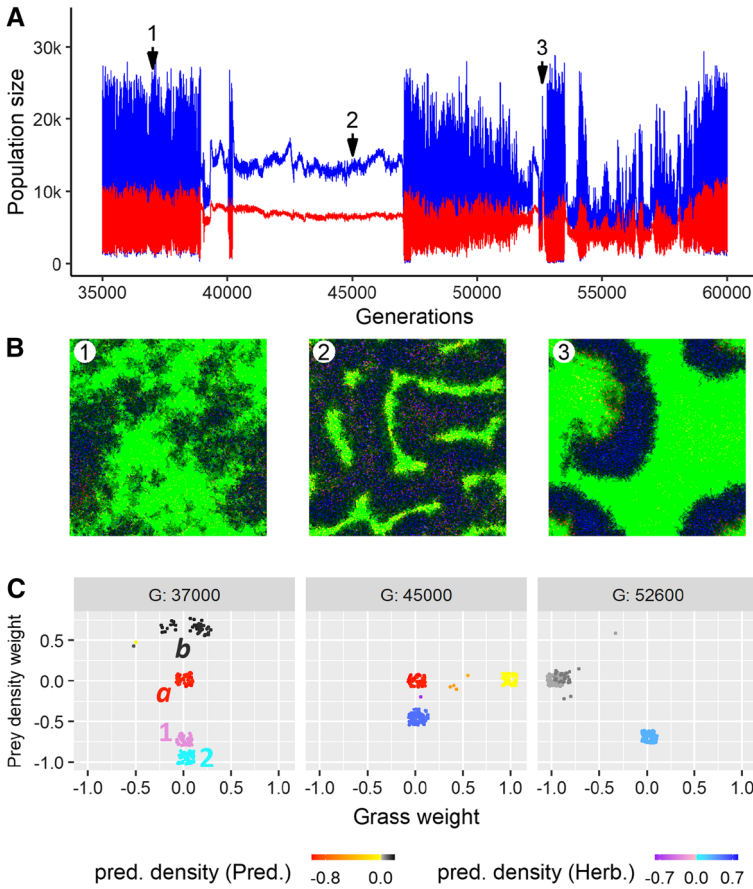 A
Population size
30k
20k
10k
0
1
2
3
35000 40000 45000 50000 55000 60000
Generations
B
1
2
3
C
G: 37000 G: 45000 G: 52600
Prey density weight
0.5
0.0
-0.5
-1.0
b
a
1
2
-1.0 -0.5 0.0 0.5 1.0 -1.0 -0.5 0.0 0.5 1.0 -1.0 -0.5 0.0 0.5 1.0
Grass weight
pred. density (Pred.) pred. density (Herb.)
-0.8 0.0 -0.7 0.0 0.7